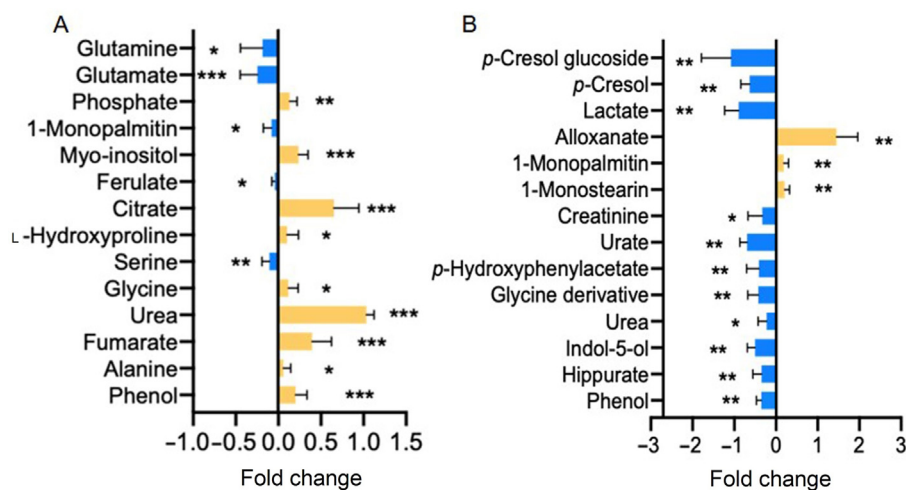 A
Glutamine
*
Glutamate
***
Phosphate
**
1-Monopalmitin
*
Myo-inositol
***
Ferulate
*
Citrate
***
L-Hydroxyproline
*
Serine
**
Glycine
*
Urea
***
Fumarate
***
Alanine
*
Phenol
***
−1.0 −0.5 0.0 0.5 1.0 1.5
Fold change
B
p-Cresol glucoside
**
p-Cresol
**
Lactate
**
Alloxanate
**
1-Monopalmitin
**
1-Monostearin
**
Creatinine
*
Urate
**
p-Hydroxyphenylacetate
**
Glycine derivative
**
Urea
*
Indol-5-ol
**
Hippurate
**
Phenol
**
−3 −2 −1 0 1 2 3
Fold change